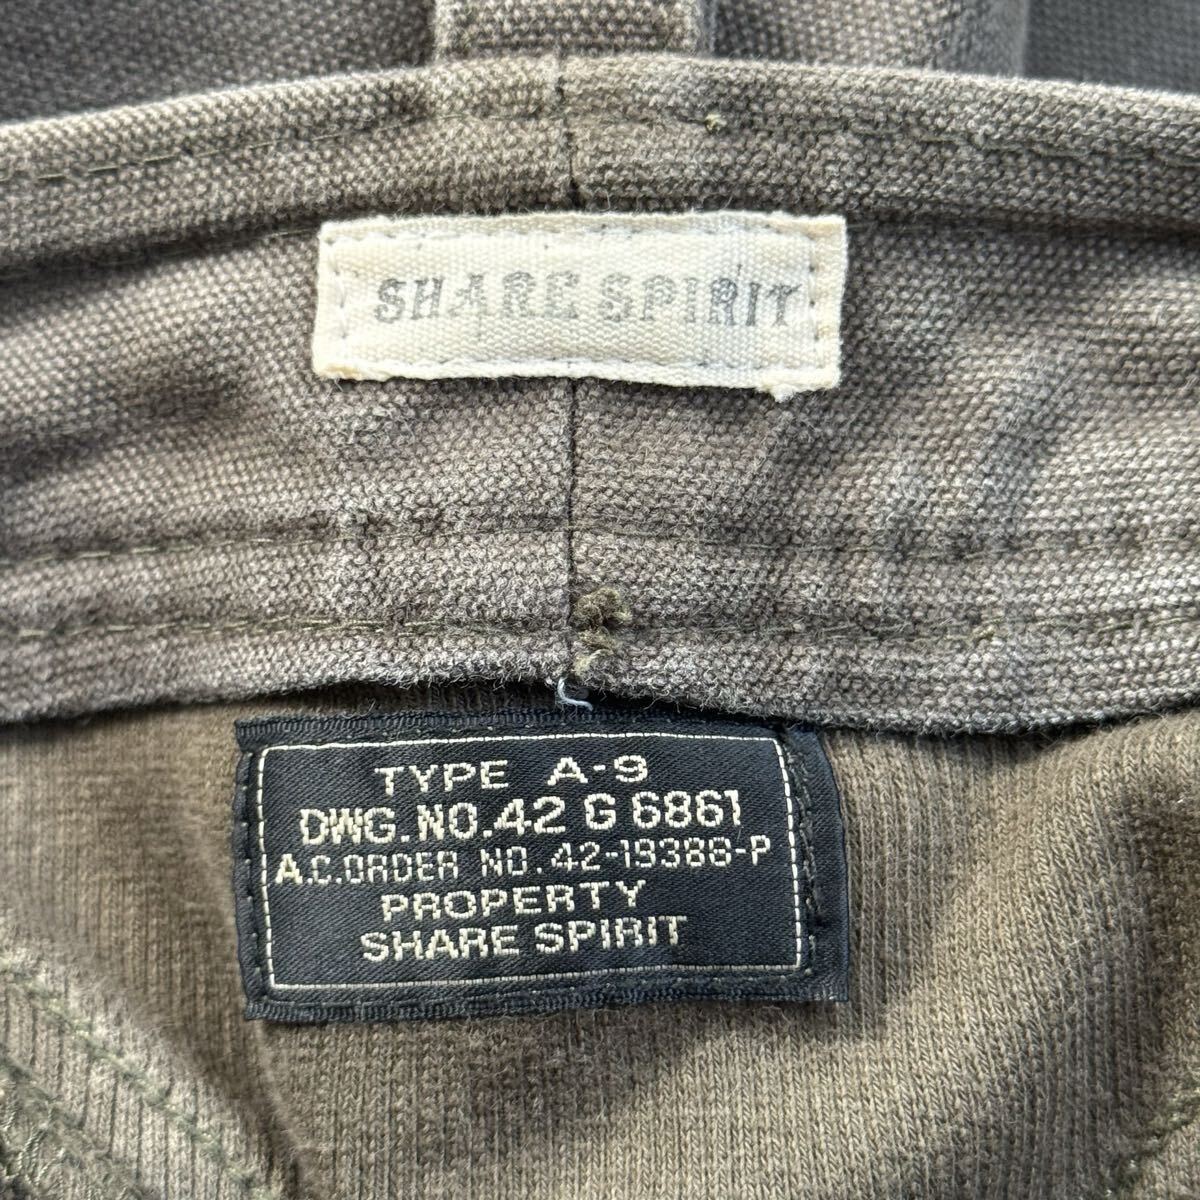 SHARE SPIRIT
TYPE A-9
DWG.NO.42 G 6861
A.C.ORDER NO.42-19388-P
PROPERTY
SHARE SPIRIT